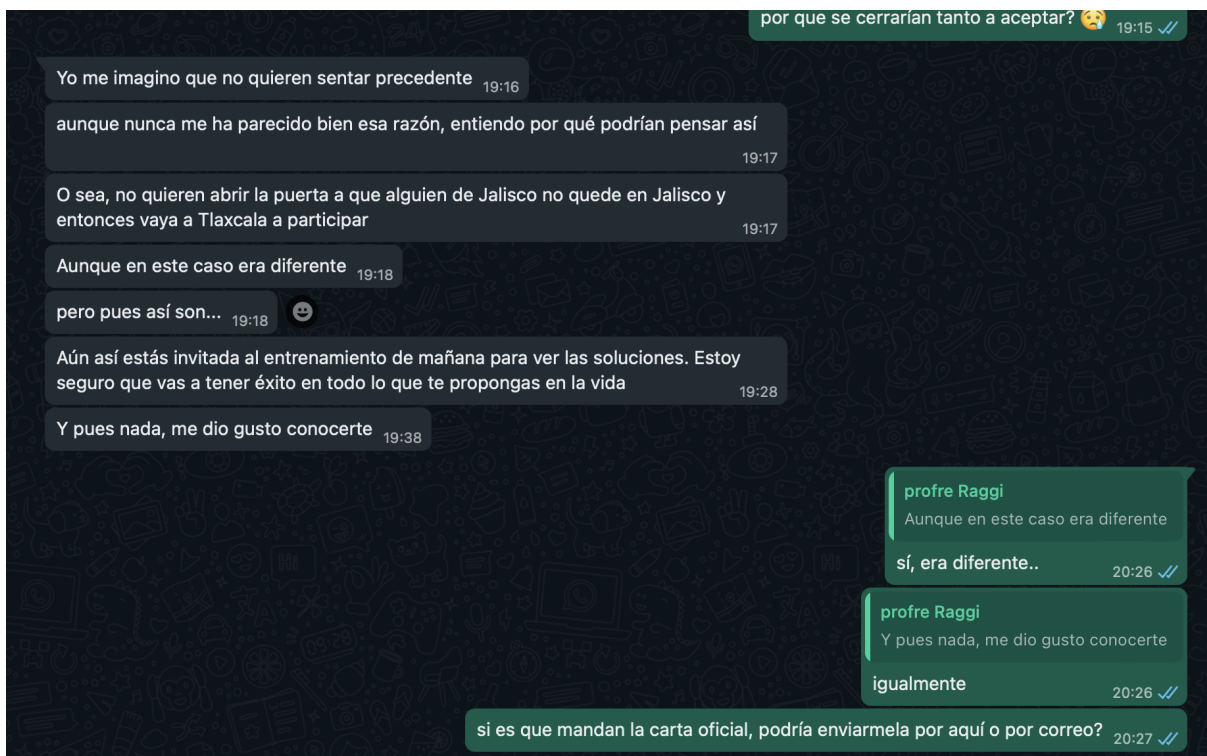 por que se cerrarían tanto a aceptar? 😢 19:15
Yo me imagino que no quieren sentar precedente 19:16
aunque nunca me ha parecido bien esa razón, entiendo por qué podrían pensar así
19:17
O sea, no quieren abrir la puerta a que alguien de Jalisco no quede en Jalisco y
entonces vaya a Tlaxcala a participar
19:17
Aunque en este caso era diferente 19:18
pero pues así son... 19:18
Aún así estás invitada al entrenamiento de mañana para ver las soluciones. Estoy
seguro que vas a tener éxito en todo lo que te propongas en la vida
19:28
Y pues nada, me dio gusto conocerte 19:38
profre Raggi
Aunque en este caso era diferente
sí, era diferente..
20:26
profre Raggi
Y pues nada, me dio gusto conocerte
igualmente
20:26
si es que mandan la carta oficial, podría enviarmela por aquí o por correo? 20:27